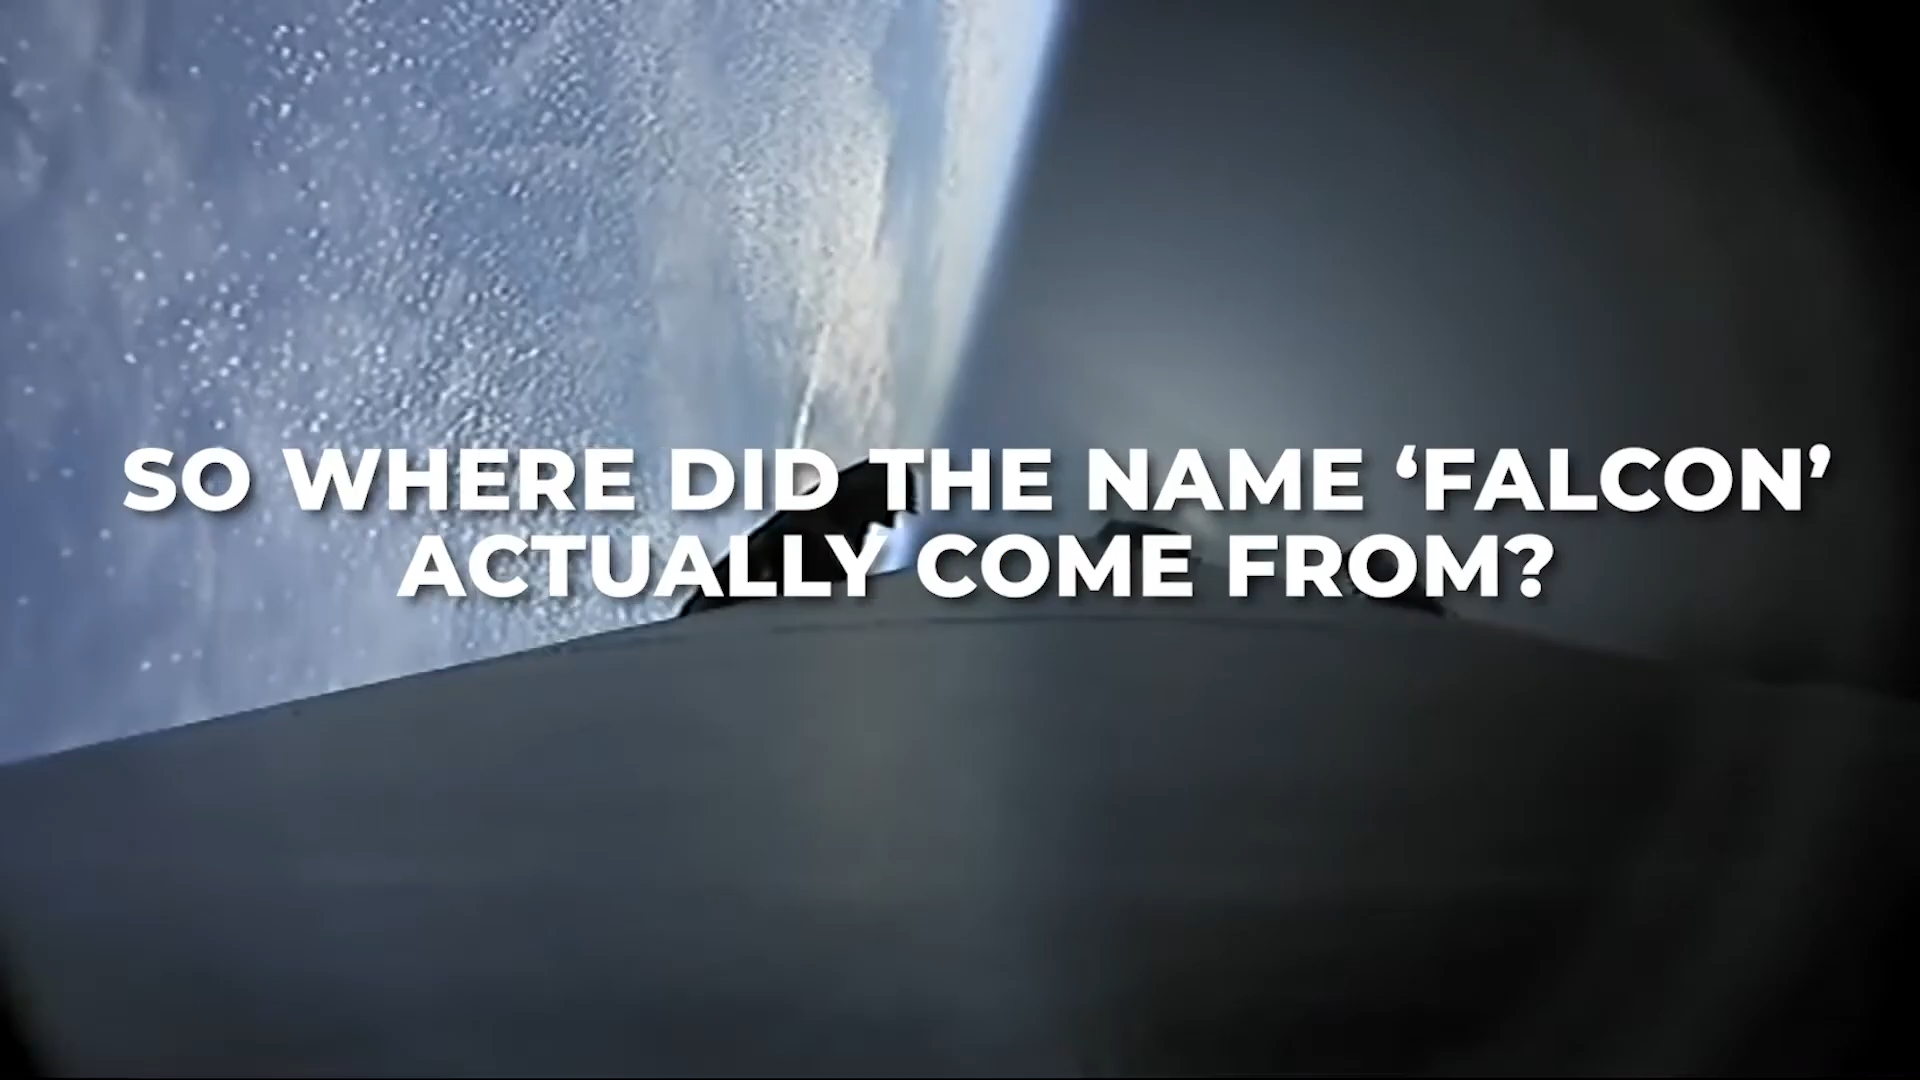 SO WHERE DID THE NAME ‘FALCON’
ACTUALLY COME FROM?